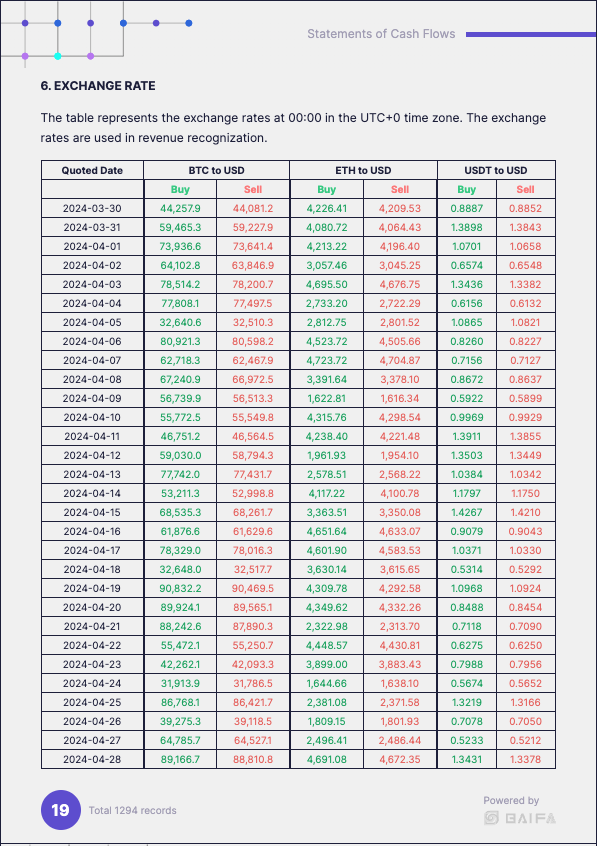 Statements of Cash Flows
6. EXCHANGE RATE
The table represents the exchange rates at 00:00 in the UTC+0 time zone. The exchange
rates are used in revenue recognization.
Quoted Date BTC to USD ETH to USD USDT to USD
Buy Sell Buy Sell Buy Sell
2024-03-30 44,257.9 44,081.2 4,226.41 4,209.53 0.8887 0.8852
2024-03-31 59,465.3 59,227.9 4,080.72 4,064.43 1.3898 1.3843
2024-04-01 73,936.6 73,641.4 4,213.22 4,196.40 1.0701 1.0658
2024-04-02 64,102.8 63,846.9 3,057.46 3,045.25 0.6574 0.6548
2024-04-03 78,514.2 78,200.7 4,695.50 4,676.75 1.3436 1.3382
2024-04-04 77,808.1 77,497.5 2,733.20 2,722.29 0.6156 0.6132
2024-04-05 32,640.6 32,510.3 2,812.75 2,801.52 1.0865 1.0821
2024-04-06 80,921.3 80,598.2 4,523.72 4,505.66 0.8260 0.8227
2024-04-07 62,718.3 62,467.9 4,723.72 4,704.87 0.7156 0.7127
2024-04-08 67,240.9 66,972.5 3,391.64 3,378.10 0.8672 0.8637
2024-04-09 56,739.9 56,513.3 1,622.81 1,616.34 0.5922 0.5899
2024-04-10 55,772.5 55,549.8 4,315.76 4,298.54 0.9969 0.9929
2024-04-11 46,751.2 46,564.5 4,238.40 4,221.48 1.3911 1.3855
2024-04-12 59,030.0 58,794.3 1,961.93 1,954.10 1.3503 1.3449
2024-04-13 77,742.0 77,431.7 2,578.51 2,568.22 1.0384 1.0342
2024-04-14 53,211.3 52,998.8 4,117.22 4,100.78 1.1797 1.1750
2024-04-15 68,535.3 68,261.7 3,363.51 3,350.08 1.4267 1.4210
2024-04-16 61,876.6 61,629.6 4,651.64 4,633.07 0.9079 0.9043
2024-04-17 78,329.0 78,016.3 4,601.90 4,583.53 1.0371 1.0330
2024-04-18 32,648.0 32,517.7 3,630.14 3,615.65 0.5314 0.5292
2024-04-19 90,832.2 90,469.5 4,309.78 4,292.58 1.0968 1.0924
2024-04-20 89,924.1 89,565.1 4,349.62 4,332.26 0.8488 0.8454
2024-04-21 88,242.6 87,890.3 2,322.98 2,313.70 0.7118 0.7090
2024-04-22 55,472.1 55,250.7 4,448.57 4,430.81 0.6275 0.6250
2024-04-23 42,262.1 42,093.3 3,899.00 3,883.43 0.7988 0.7956
2024-04-24 31,913.9 31,786.5 1,644.66 1,638.10 0.5674 0.5652
2024-04-25 86,768.1 86,421.7 2,381.08 2,371.58 1.3219 1.3166
2024-04-26 39,275.3 39,118.5 1,809.15 1,801.93 0.7078 0.7050
2024-04-27 64,785.7 64,527.1 2,496.41 2,486.44 0.5233 0.5212
2024-04-28 89,166.7 88,810.8 4,691.08 4,672.35 1.3431 1.3378
19 Total 1294 records
Powered by
BAIFA